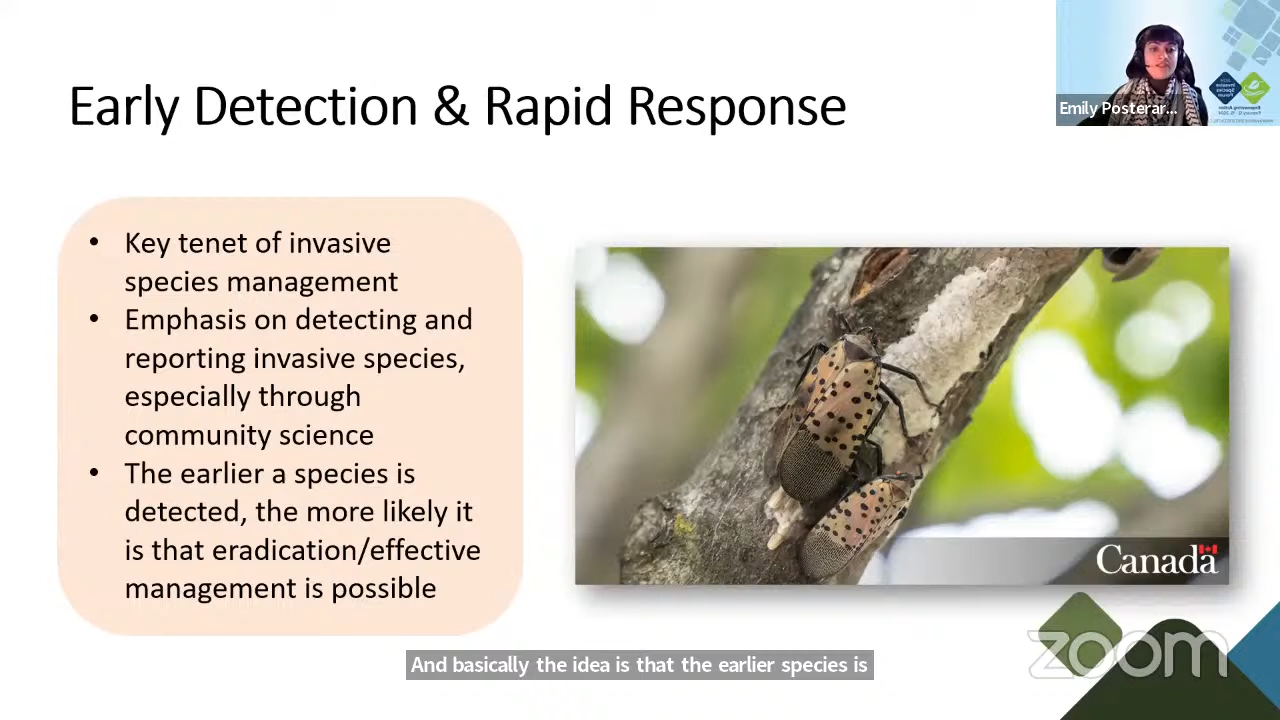 Early Detection & Rapid Response
Emily Posterar...
• Key tenet of invasive
species management
• Emphasis on detecting and
reporting invasive species,
especially through
community science
• The earlier a species is
detected, the more likely it
is that eradication/effective
management is possible
Canada
And basically the idea is that the earlier species is
zoom